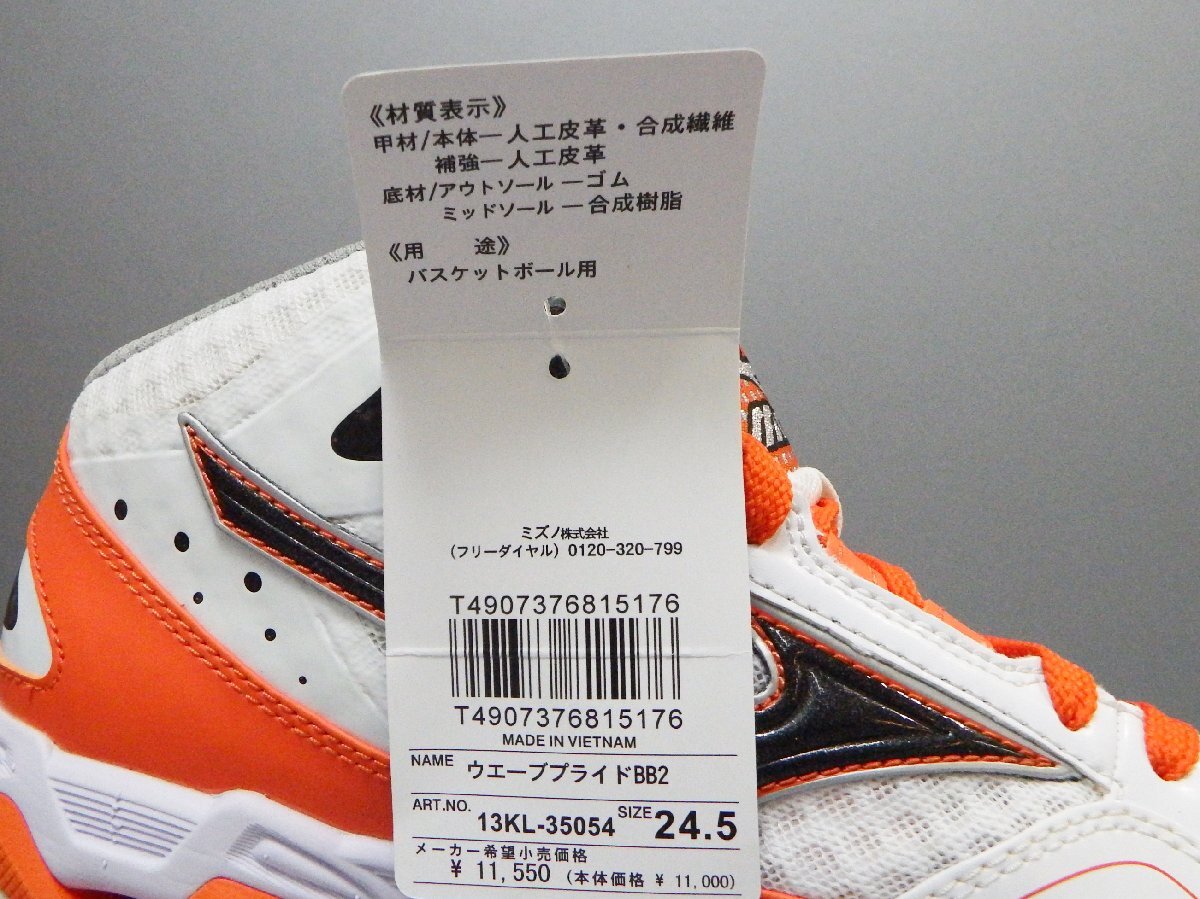 《材質表示》
甲材/本体―人工皮革・合成繊維
補強―人工皮革
底材/アウトソール―ゴム
ミッドソール―合成樹脂
《用 途》
バスケットボール用
ミズノ株式会社
(フリーダイヤル) 0120-320-799
T4907376815176
T4907376815176
MADE IN VIETNAM
NAME ウエーブプライドBB2
ART.NO. 13KL-35054 SIZE 24.5
メーカー希望小売価格
¥ 11,550 (本体価格 ¥ 11,000)